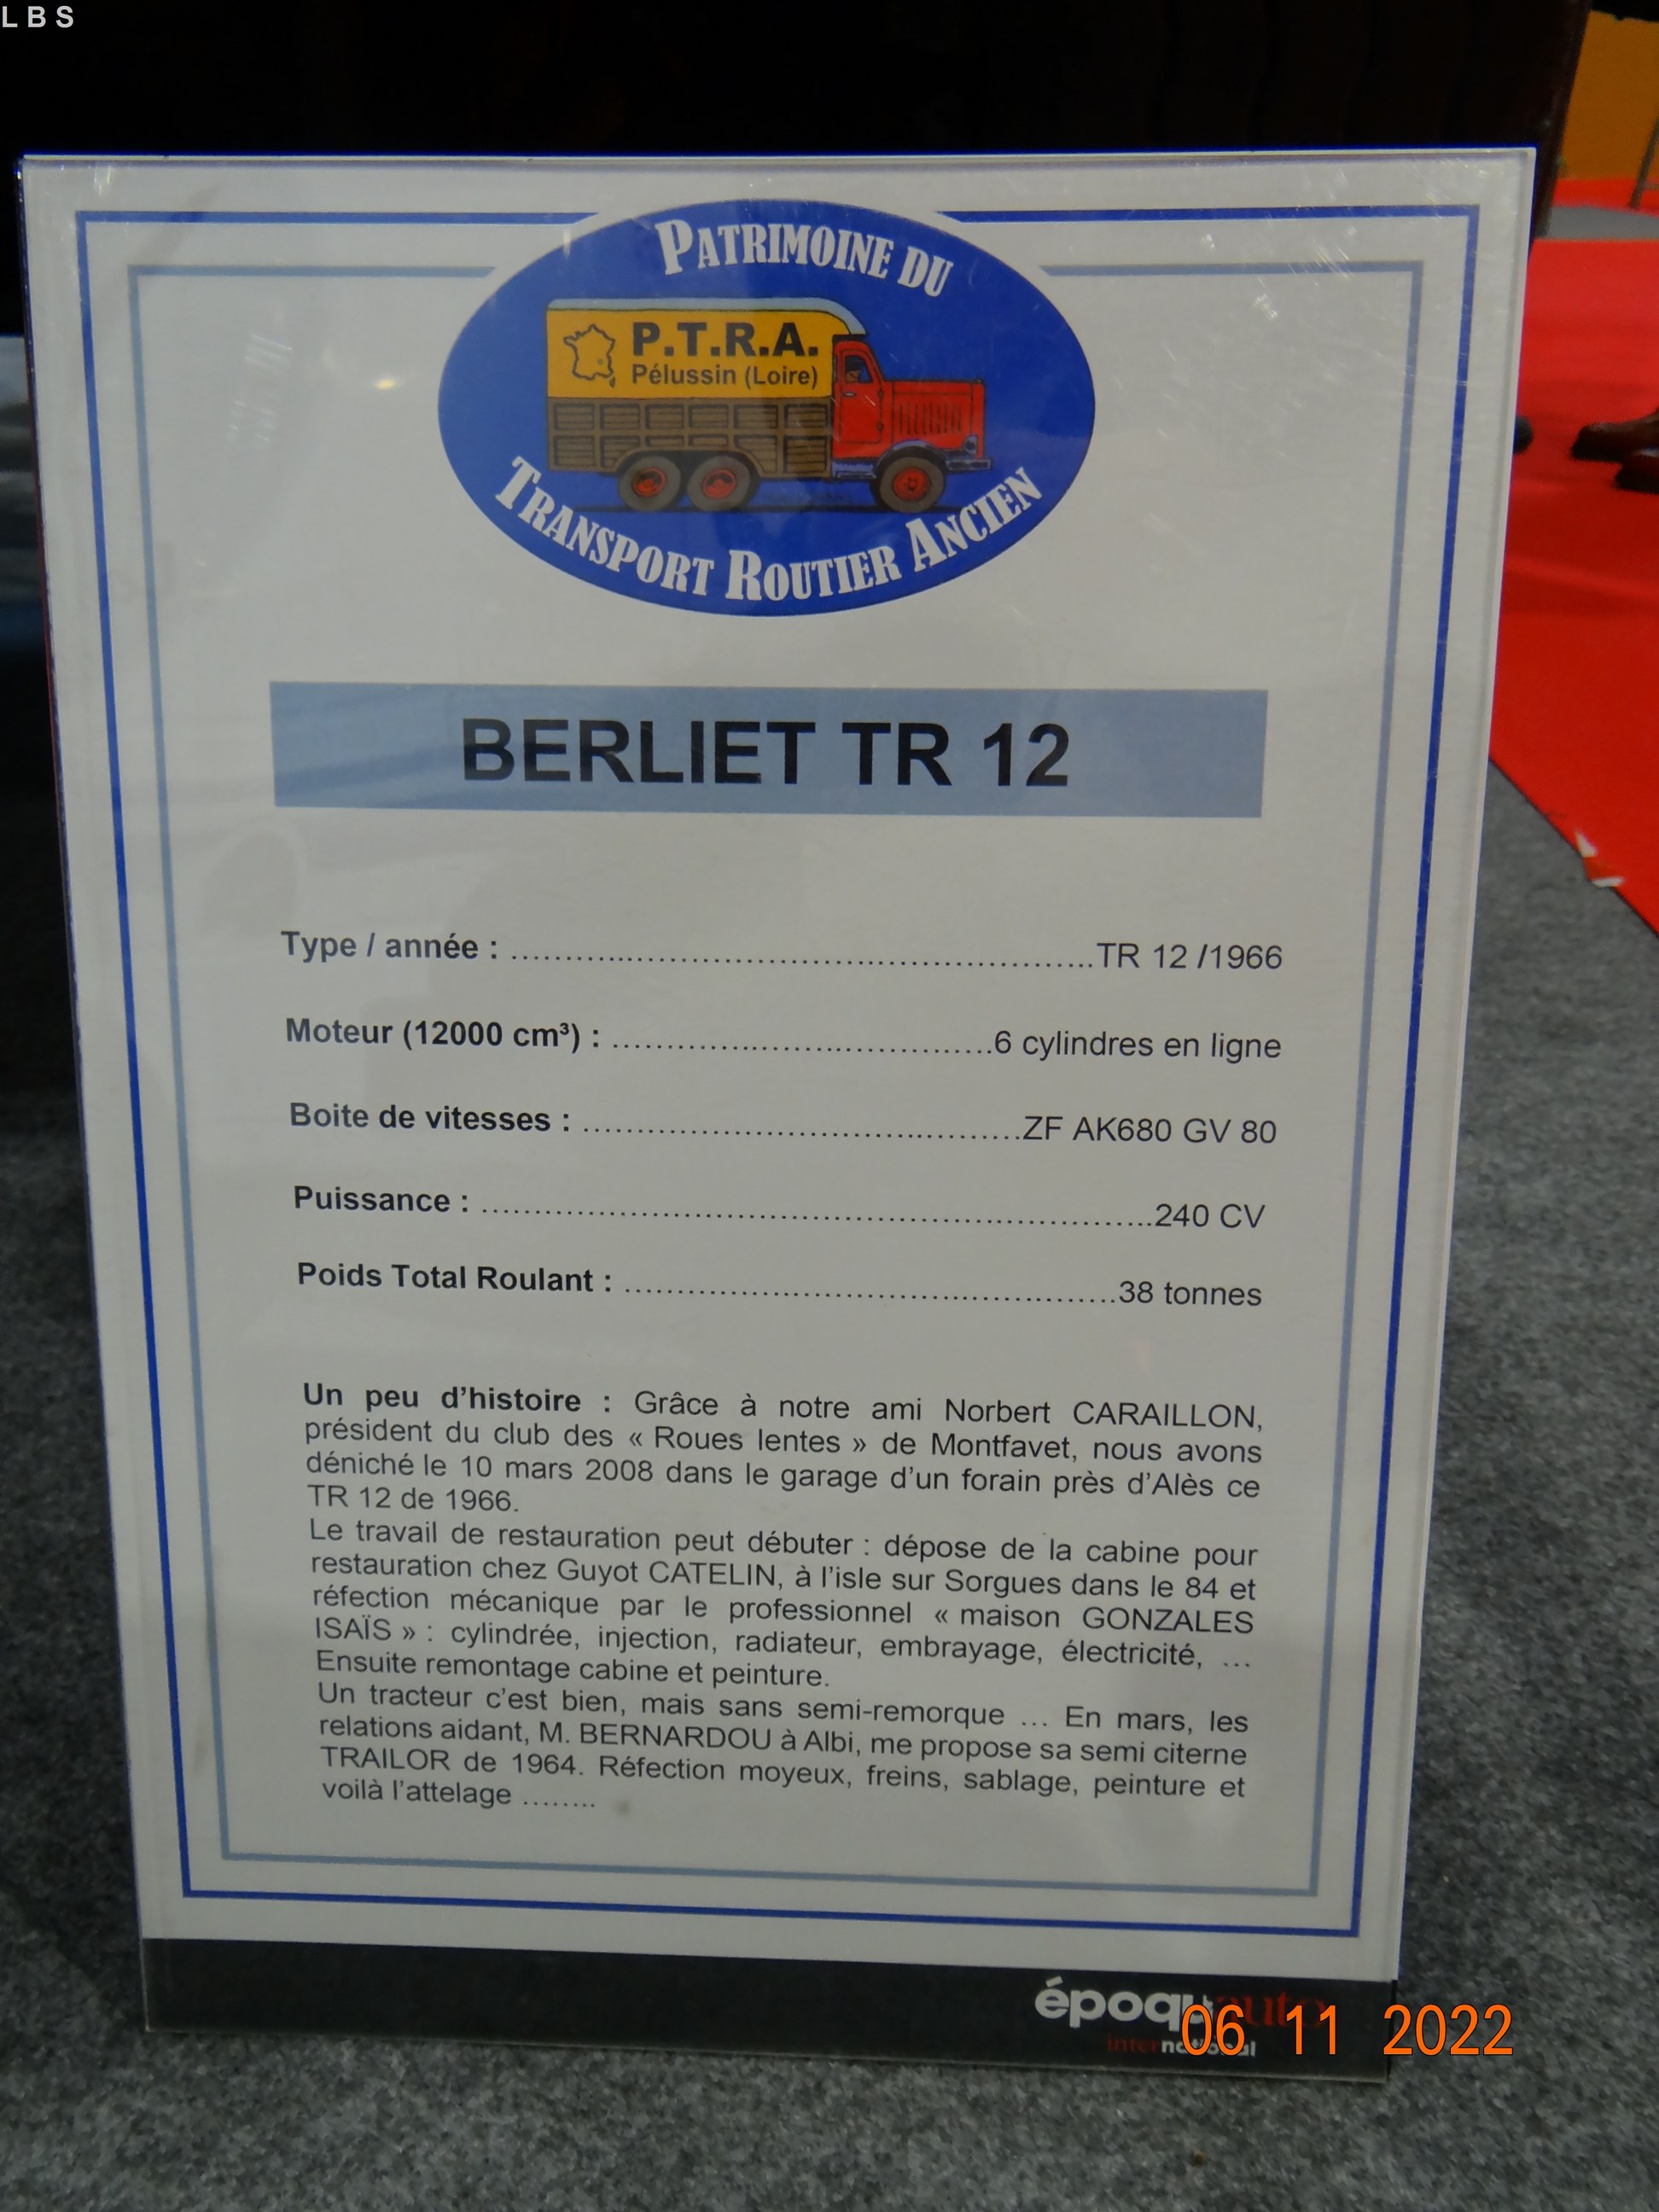 L B S
PATRIMOINE DU
P.T.R.A.
Pélussin (Loire)
TRANSPORT ROUTIER ANCIEN
BERLIET TR 12
Type / année : ........................................................TR 12 /1966
Moteur (12000 cm³) : ....................................6 cylindres en ligne
Boite de vitesses : .........................................ZF AK680 GV 80
Puissance : ................................................................240 CV
Poids Total Roulant : ..............................................38 tonnes
Un peu d'histoire : Grâce à notre ami Norbert CARAILLON,
président du club des « Roues lentes » de Montfavet, nous avons
déniché le 10 mars 2008 dans le garage d'un forain près d'Alès ce
TR 12 de 1966.
Le travail de restauration peut débuter : dépose de la cabine pour
restauration chez Guyot CATELIN, à l'isle sur Sorgues dans le 84 et
réfection mécanique par le professionnel « maison GONZALES
ISAÏS » : cylindrée, injection, radiateur, embrayage, électricité, ...
Ensuite remontage cabine et peinture.
Un tracteur c'est bien, mais sans semi-remorque ... En mars, les
relations aidant, M. BERNARDOU à Albi, me propose sa semi citerne
TRAILOR de 1964. Réfection moyeux, freins, sablage, peinture et
voilà l'attelage ........
époqu'auto
international
06 11 2022